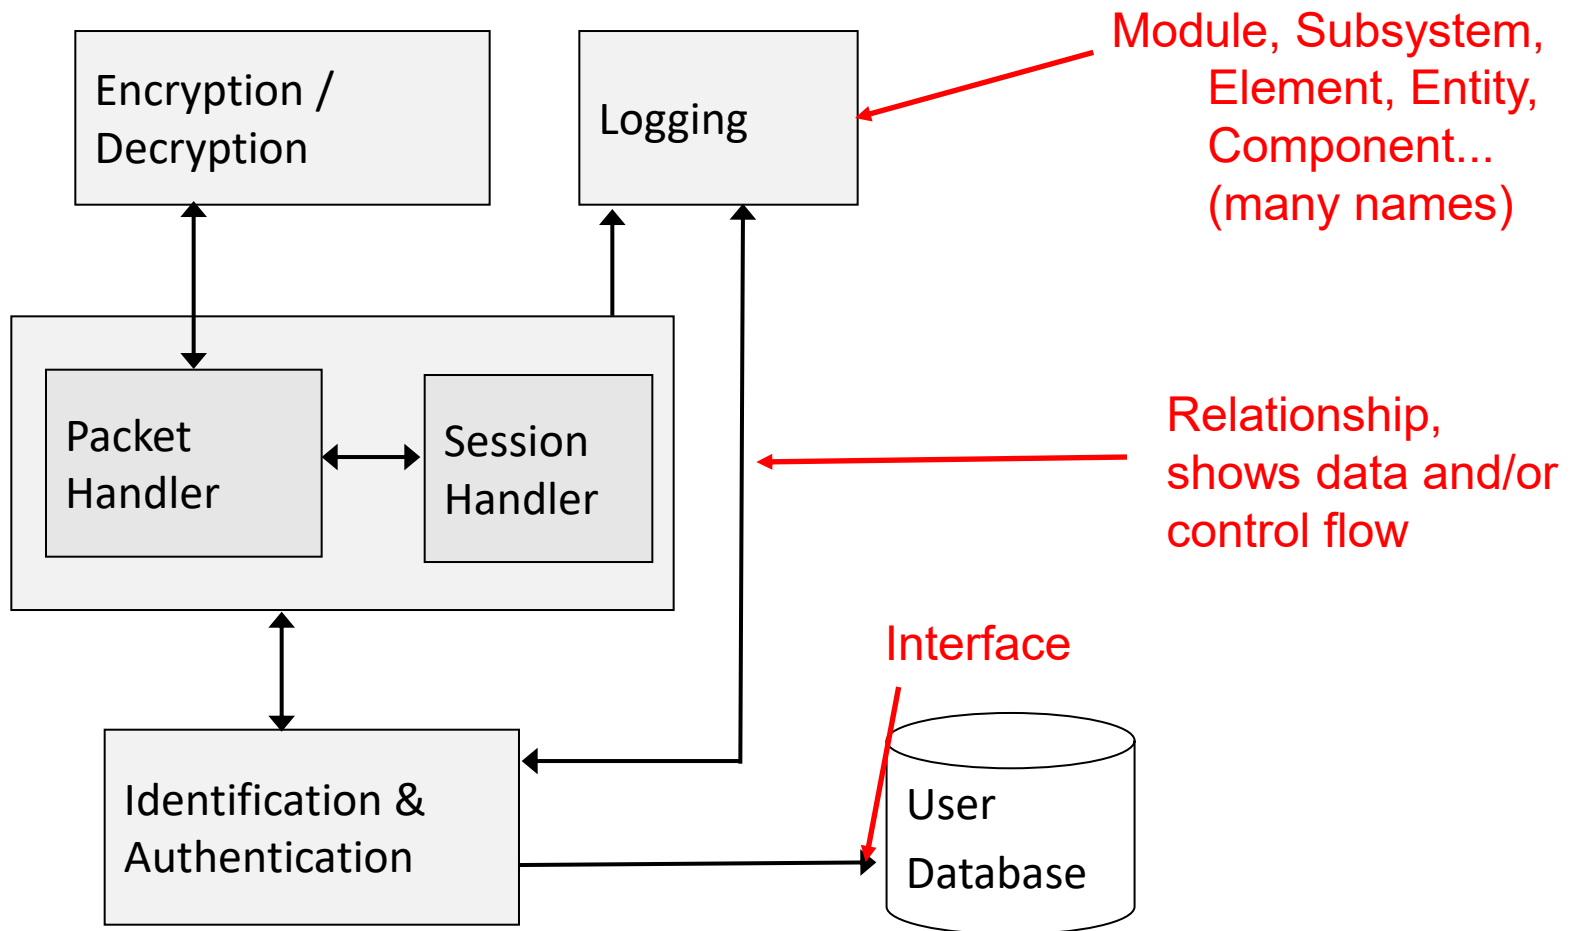 Encryption /
Decryption
Logging
Module, Subsystem,
Element, Entity,
Component...
(many names)
Packet
Handler
Session
Handler
Relationship,
shows data and/or
control flow
Interface
Identification &
Authentication
User
Database